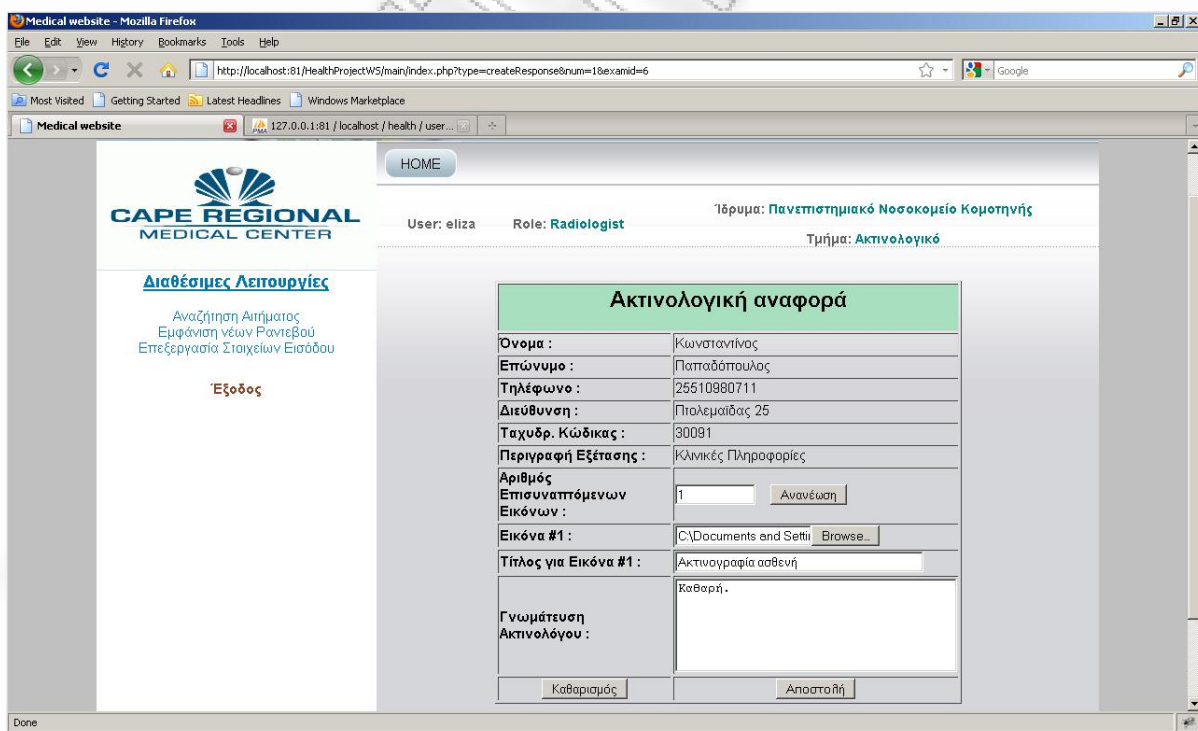 Medical website - Mozilla Firefox
File Edit View History Bookmarks Tools Help
http://localhost:81/HealthProjectWS/main/index.php?type=createResponse&num=1&examid=6
Google
Most Visited Getting Started Latest Headlines Windows Marketplace
Medical website
127.0.0.1:81 / localhost / health / user...
HOME
CAPE REGIONAL
MEDICAL CENTER
User: eliza Role: Radiologist
Ίδρυμα: Πανεπιστημιακό Νοσοκομείο Κομοτηνής
Τμήμα: Ακτινολογικό
Διαθέσιμες Λειτουργίες
Αναζήτηση Αιτήματος
Εμφάνιση νέων Ραντεβού
Επεξεργασία Στοιχείων Εισόδου
Έξοδος
Ακτινολογική αναφορά
Όνομα : Κωνσταντίνος
Επώνυμο : Παπαδόπουλος
Τηλέφωνο : 25510980711
Διεύθυνση : Πτολεμαΐδας 25
Ταχυδρ. Κώδικας : 30091
Περιγραφή Εξέτασης : Κλινικές Πληροφορίες
Αριθμός
Επισυναπτόμενων
Εικόνων :
1 Ανανέωση
Εικόνα #1 : C:\Documents and Settin Browse...
Τίτλος για Εικόνα #1 : Ακτινογραφία ασθενή
Γνωμάτευση
Ακτινολόγου :
Καθαρή.
Καθαρισμός Αποστολή
Done